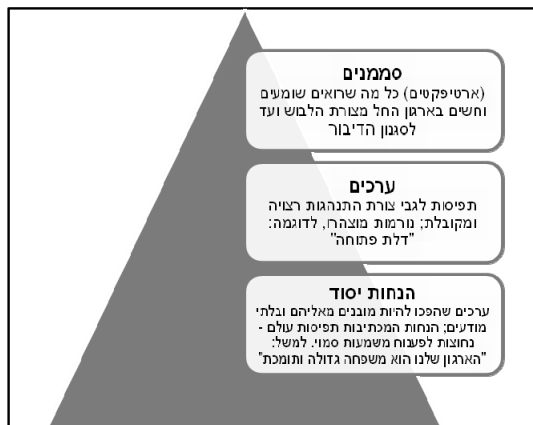 סממנים
(ארטיפקטים) כל מה שרואים שומעים
וחשים בארגון החל מצורת הלבוש ועד
לסגנון הדיבור
ערכים
תפיסות לגבי צורת התנהגות רצויה
ומקובלת; נורמות מוצהרו, לדוגמה:
"דלת פתוחה"
הנחות יסוד
ערכים שהפכו להיות מובנים מאליהם ובלתי
מודעים; הנחות המכתיבות תפיסות עולם -
נחוצות לפענוח משמעות סמוי. למשל:
"הארגון שלנו הוא משפחה גדולה ותומכת"